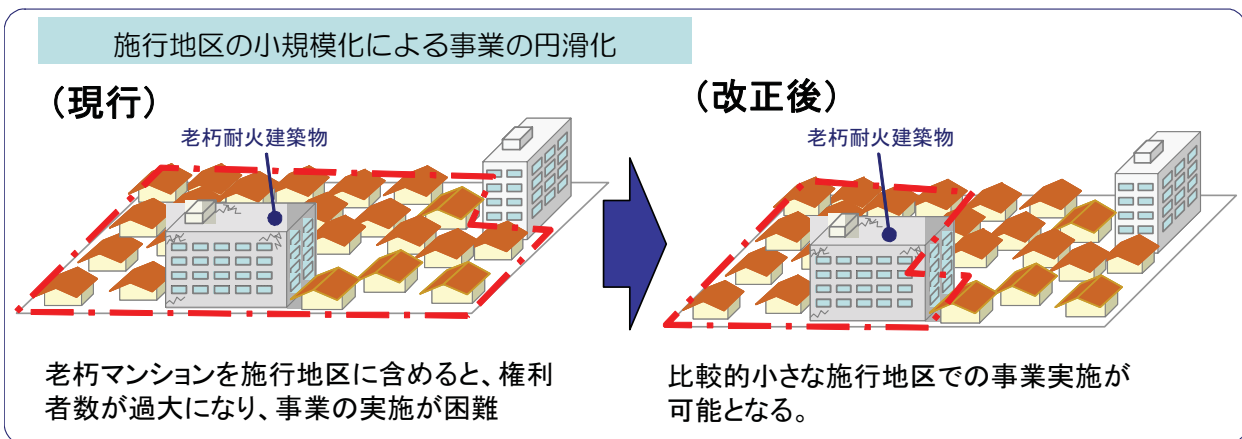 施行地区の小規模化による事業の円滑化
（現行）
老朽耐火建築物
老朽マンションを施行地区に含めると、権利
者数が過大になり、事業の実施が困難
（改正後）
老朽耐火建築物
比較的小さな施行地区での事業実施が
可能となる。